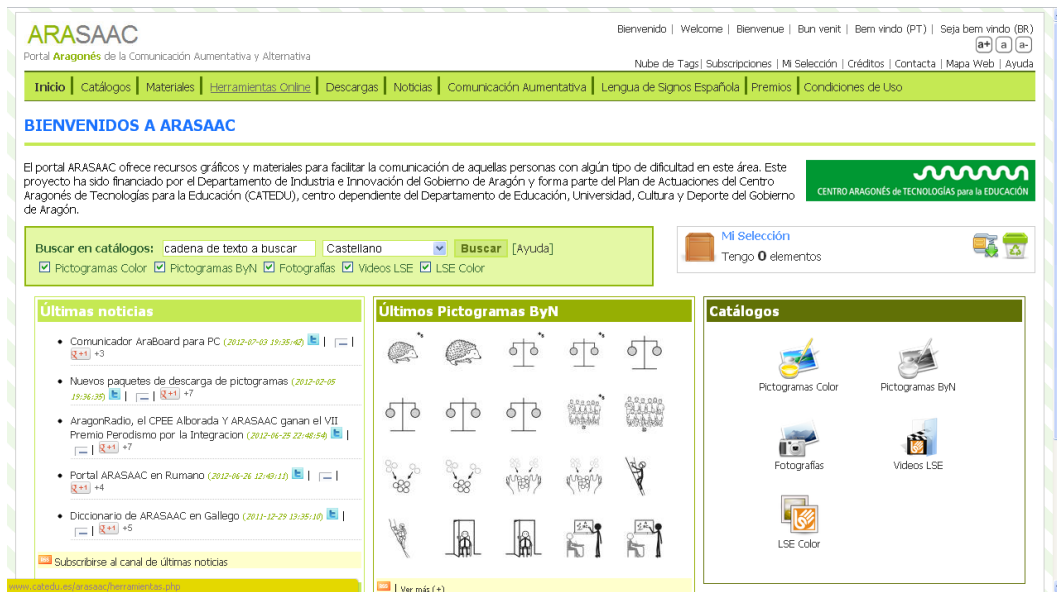 ARASAAC
Portal Aragonés de la Comunicación Aumentativa y Alternativa
Bienvenido | Welcome | Bienvenue | Bun venit | Bem vindo (PT) | Seja bem vindo (BR)
a+ a a-
Nube de Tags| Subscripciones | Mi Selección | Créditos | Contacta | Mapa Web | Ayuda
Inicio | Catálogos | Materiales | Herramientas Online | Descargas | Noticias | Comunicación Aumentativa | Lengua de Signos Española | Premios | Condiciones de Uso
BIENVENIDOS A ARASAAC
El portal ARASAAC ofrece recursos gráficos y materiales para facilitar la comunicación de aquellas personas con algún tipo de dificultad en este área. Este
proyecto ha sido financiado por el Departamento de Industria e Innovación del Gobierno de Aragón y forma parte del Plan de Actuaciones del Centro
Aragonés de Tecnologías para la Educación (CATEDU), centro dependiente del Departamento de Educación, Universidad, Cultura y Deporte del Gobierno
de Aragón.
CENTRO ARAGONÉS de TECNOLOGÍAS para la EDUCACIÓN
Buscar en catálogos: cadena de texto a buscar Castellano Buscar [Ayuda]
Pictogramas Color Pictogramas ByN Fotografías Videos LSE LSE Color
Mi Selección
Tengo 0 elementos
Últimas noticias
Comunicador AraBoard para PC (2012-07-03 19:35:42) | |
+1 +3
Nuevos paquetes de descarga de pictogramas (2012-02-05
19:36:35) | | +1 +7
AragonRadio, el CPEE Alborada Y ARASAAC ganan el VII
Premio Perodismo por la Integracion (2012-06-25 22:48:54) |
| +1 +7
Portal ARASAAC en Rumano (2012-06-26 12:43:11) | |
+1 +4
Diccionario de ARASAAC en Gallego (2011-12-29 13:35:10) |
| +1 +5
Subscribirse al canal de últimas noticias
Últimos Pictogramas ByN
| Ver más (+)
Catálogos
Pictogramas Color
Pictogramas ByN
Fotografías
Videos LSE
LSE Color
www.catedu.es/arasaac/herramientas.php